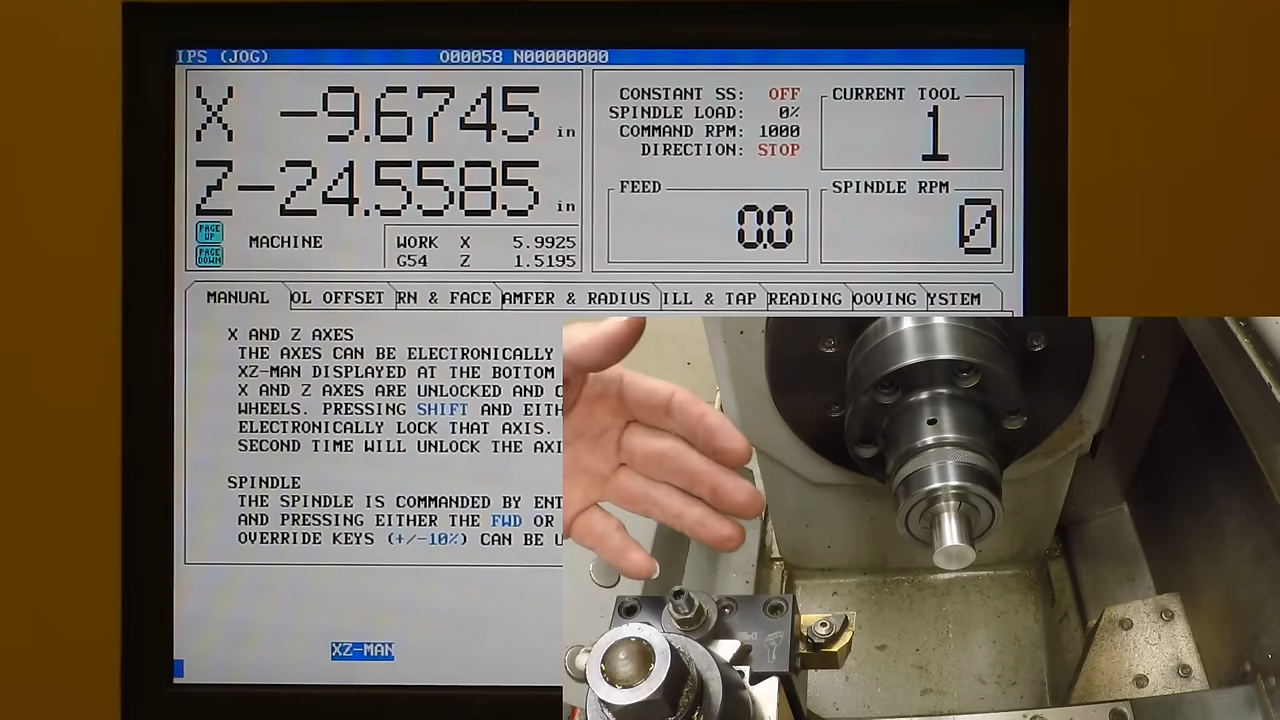 IPS (JOG) O00058 N00000000
X -9.6745 in
Z-24.5585 in
PAGE UP
PAGE DOWN
MACHINE
WORK X 5.9925
G54 Z 1.5195
CONSTANT SS: OFF
SPINDLE LOAD: 0%
COMMAND RPM: 1000
DIRECTION: STOP
CURRENT TOOL
1
FEED
0.0
SPINDLE RPM
0
MANUAL OL OFFSET RN & FACE AMFER & RADIUS ILL & TAP READING OOVING YSTEM
X AND Z AXES
THE AXES CAN BE ELECTRONICALLY
XZ-MAN DISPLAYED AT THE BOTTOM
X AND Z AXES ARE UNLOCKED AND C
WHEELS. PRESSING SHIFT AND EITH
ELECTRONICALLY LOCK THAT AXIS.
SECOND TIME WILL UNLOCK THE AXI
SPINDLE
THE SPINDLE IS COMMANDED BY ENT
AND PRESSING EITHER THE FWD OR
OVERRIDE KEYS (+/-10%) CAN BE U
XZ-MAN